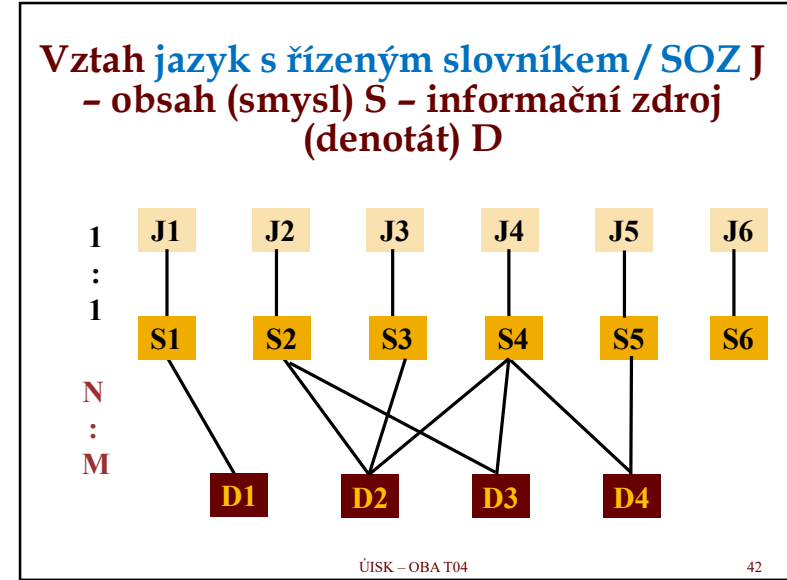 Vztah jazyk s řízeným slovníkem / SOZ J
– obsah (smysl) S – informační zdroj
(denotát) D
1
:
1
J1 J2 J3 J4 J5 J6
S1 S2 S3 S4 S5 S6
N
:
M
D1 D2 D3 D4
ÚISK – OBA T04 42